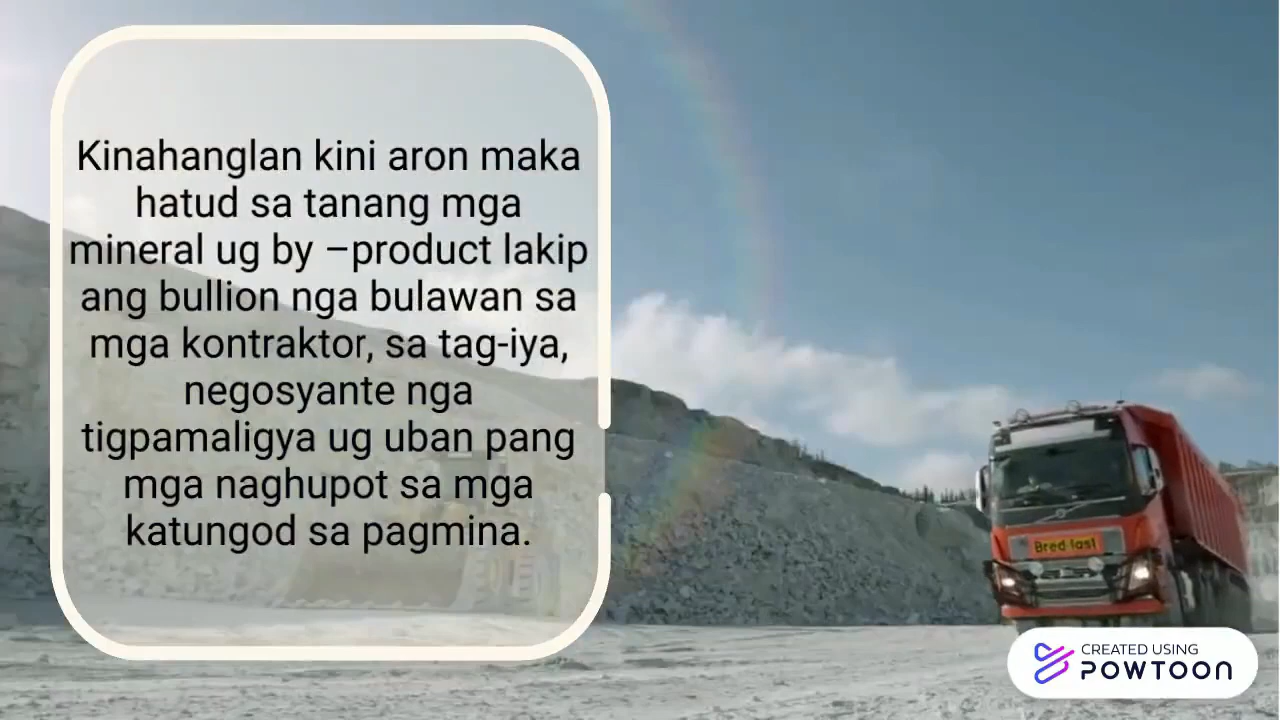 Kinahanglan kini aron maka
hatud sa tanang mga
mineral ug by –product lakip
ang bullion nga bulawan sa
mga kontraktor, sa tag-iya,
negosyante nga
tigpamaligya ug uban pang
mga naghupot sa mga
katungod sa pagmina.
Bred last
CREATED USING
POWTOON